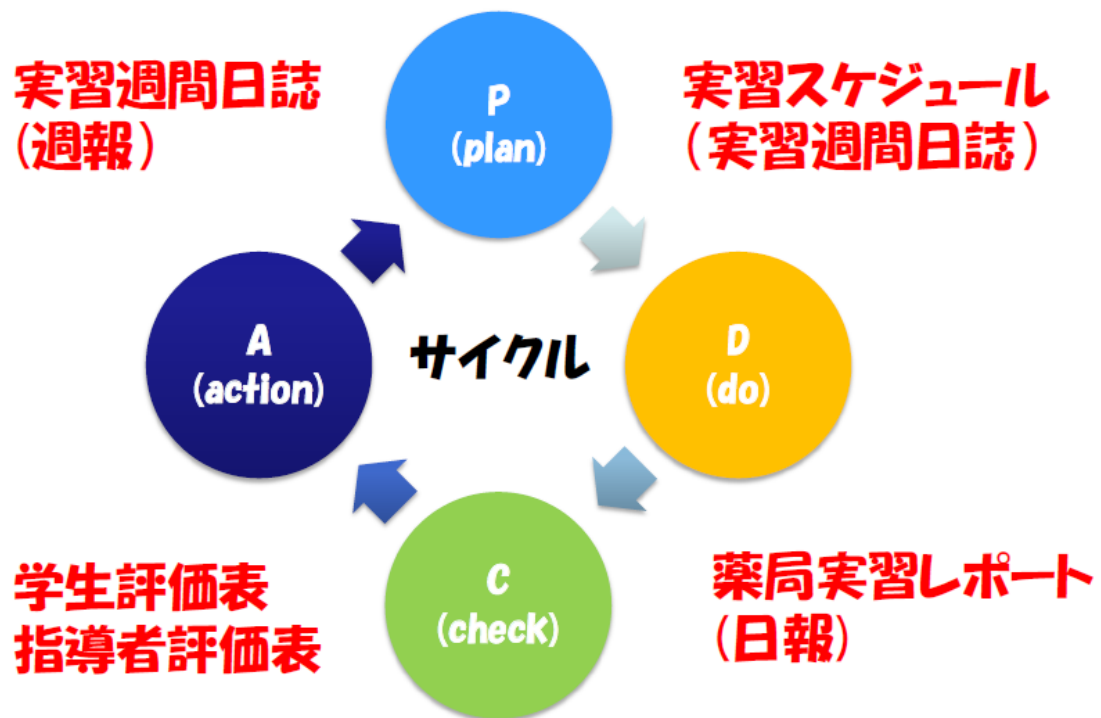 実習週間日誌
(週報)
P
(plan)
実習スケジュール
(実習週間日誌)
A
(action)
サイクル
D
(do)
学生評価表
指導者評価表
C
(check)
薬局実習レポート
(日報)